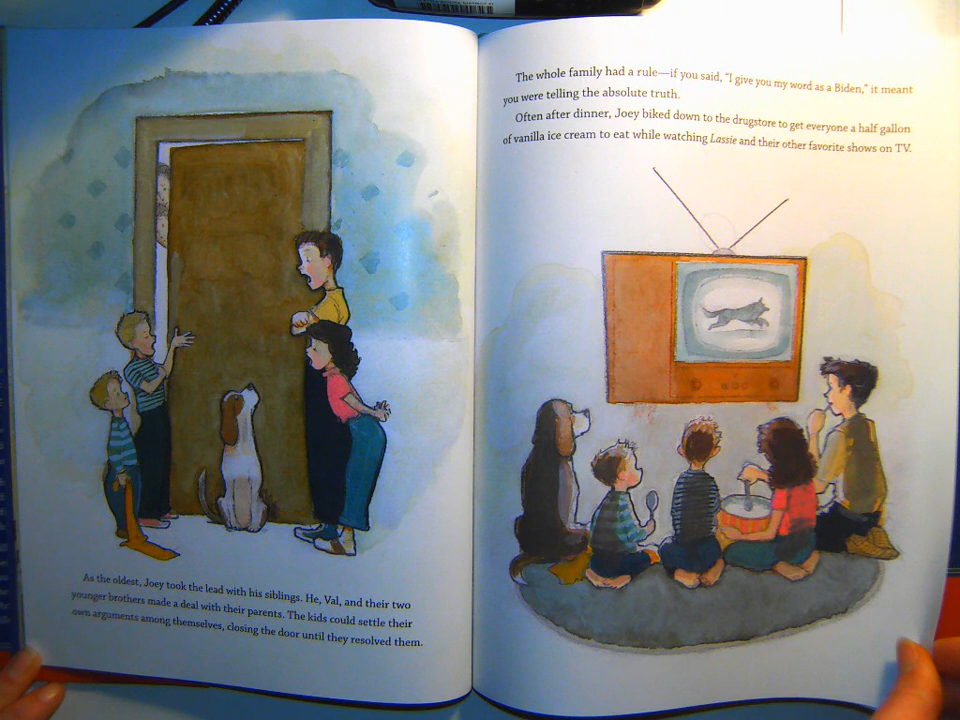 As the oldest, Joey took the lead with his siblings. He, Val, and their two
younger brothers made a deal with their parents. The kids could settle their
own arguments among themselves, closing the door until they resolved them.
The whole family had a rule—if you said, “I give you my word as a Biden,” it meant
you were telling the absolute truth.
Often after dinner, Joey biked down to the drugstore to get everyone a half gallon
of vanilla ice cream to eat while watching Lassie and their other favorite shows on TV.